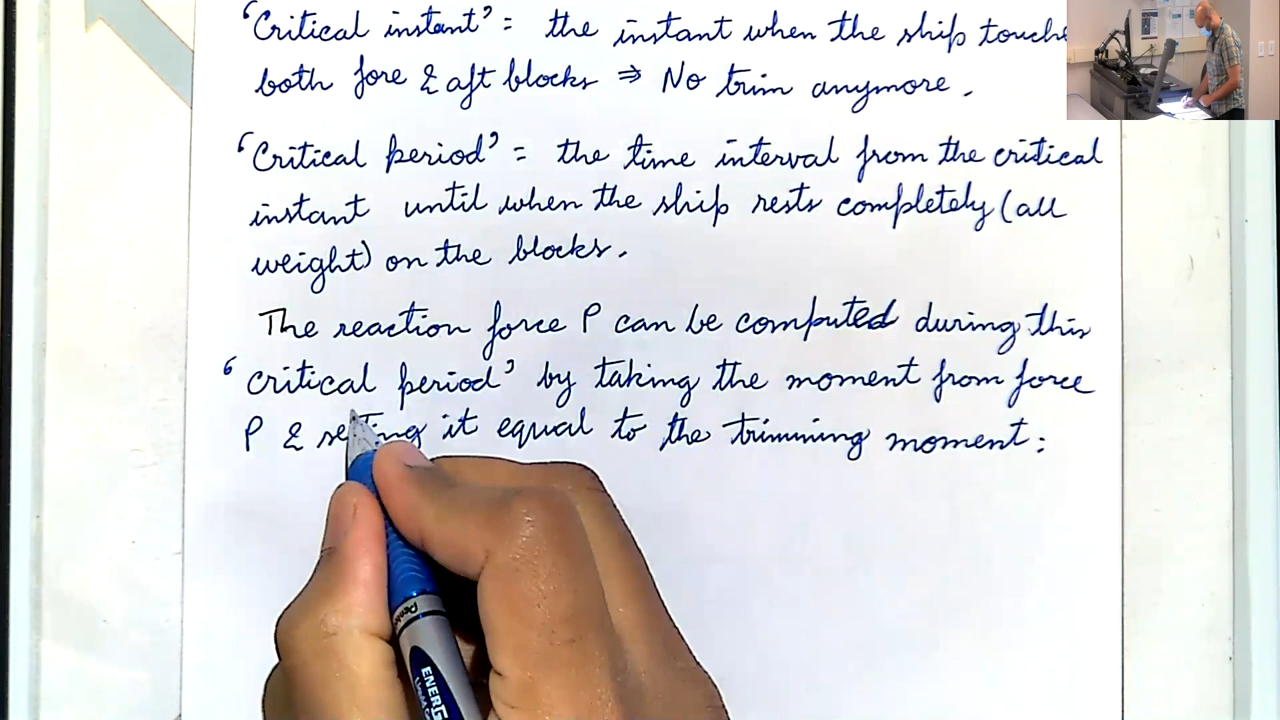 'Critical instant' = the instant when the ship touche
both fore & aft blocks ⇒ No trim anymore.
'Critical period' = the time interval from the critical
instant until when the ship rests completely (all
weight) on the blocks.
The reaction force P can be computed during this
'critical period' by taking the moment from force
P & setting it equal to the trimming moment:
ENERG